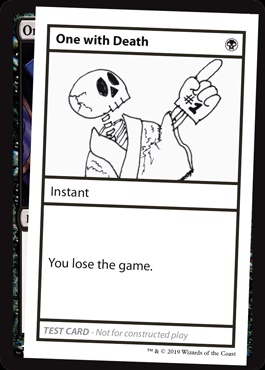 One with Death
#1
Instant
You lose the game.
TEST CARD - Not for constructed play
™ & © 2019 Wizards of the Coast